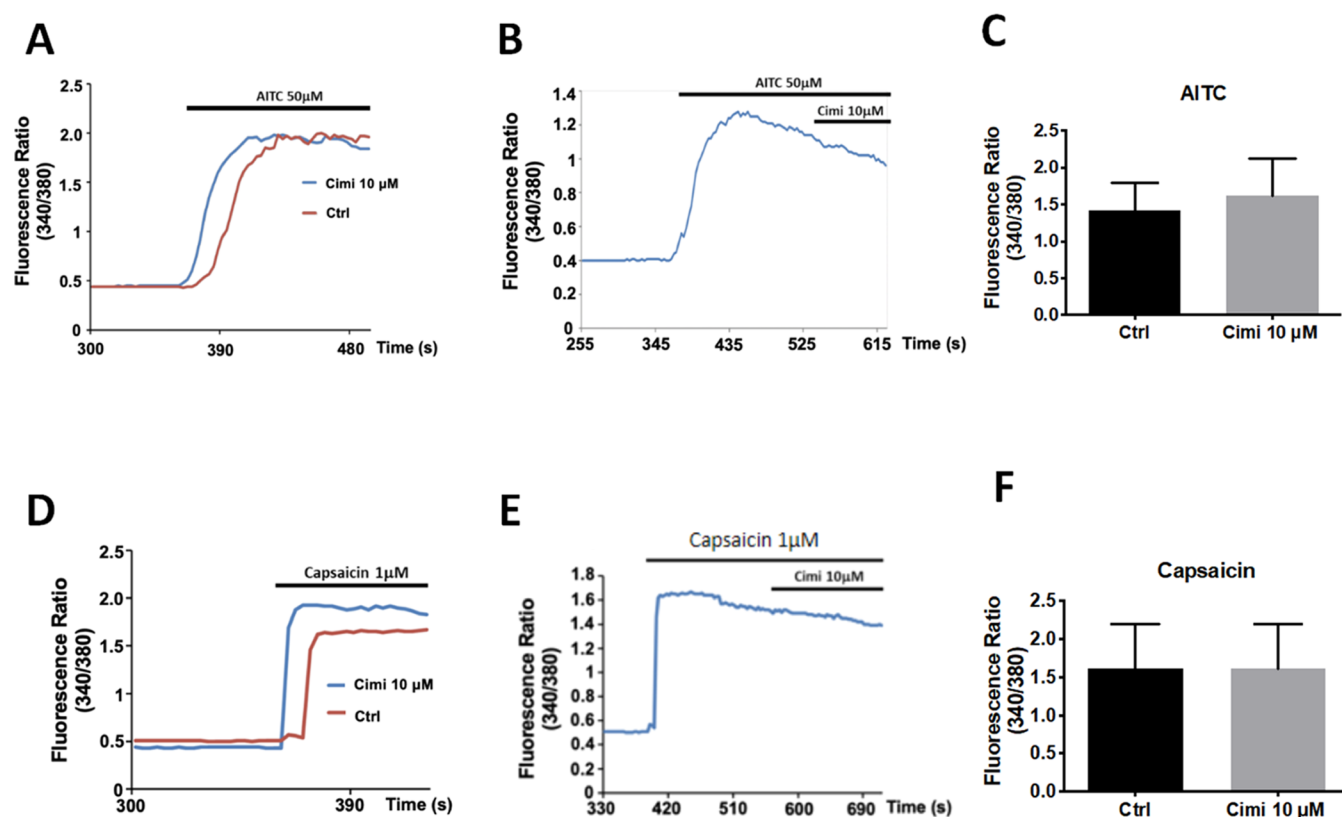 A
Fluorescence Ratio
(340/380)
2.5
2.0
1.5
1
0.5
0
AITC 50µM
Cimi 10 µM
Ctrl
300
390
480
Time (s)
B
Fluorescence Ratio
(340/380)
1.4
1.2
1
0.8
0.6
0.4
0.2
0
AITC 50µM
Cimi 10µM
255
345
435
525
615
Time (s)
C
AITC
Fluorescence Ratio
(340/380)
2.5
2.0
1.5
1.0
0.5
0.0
Ctrl
Cimi 10 µM
D
Fluorescence Ratio
(340/380)
2.5
2.0
1.5
1
0.5
0
Capsaicin 1µM
Cimi 10 µM
Ctrl
300
390
Time (s)
E
Fluorescence Ratio
(340/380)
Capsaicin 1µM
Cimi 10µM
1.8
1.6
1.4
1.2
1
0.8
0.6
0.4
0.2
0
330
420
510
600
690
Time (s)
F
Capsaicin
Fluorescence Ratio
(340/380)
2.5
2.0
1.5
1.0
0.5
0.0
Ctrl
Cimi 10 µM